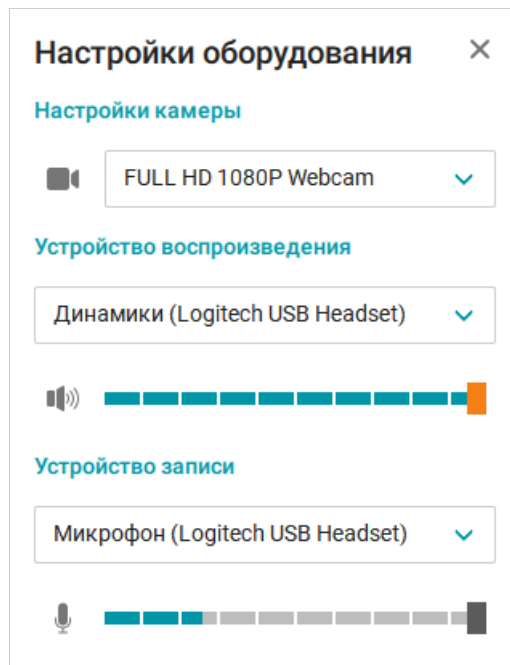 Настройки оборудования
Настройки камеры
FULL HD 1080P Webcam
Устройство воспроизведения
Динамики (Logitech USB Headset)
Устройство записи
Микрофон (Logitech USB Headset)